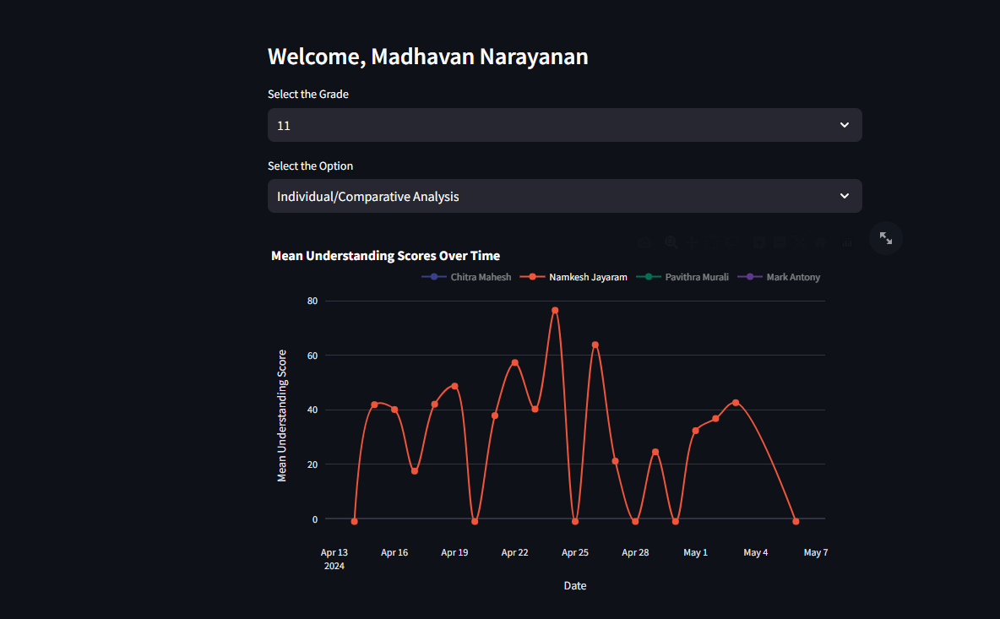 Welcome, Madhavan Narayanan
Select the Grade
11
Select the Option
Individual/Comparative Analysis
Mean Understanding Scores Over Time
Chitra Mahesh Namkesh Jayaram Pavithra Murali Mark Antony
80
60
40
20
0
Mean Understanding Score
Apr 13 Apr 16 Apr 19 Apr 22 Apr 25 Apr 28 May 1 May 4 May 7
2024
Date